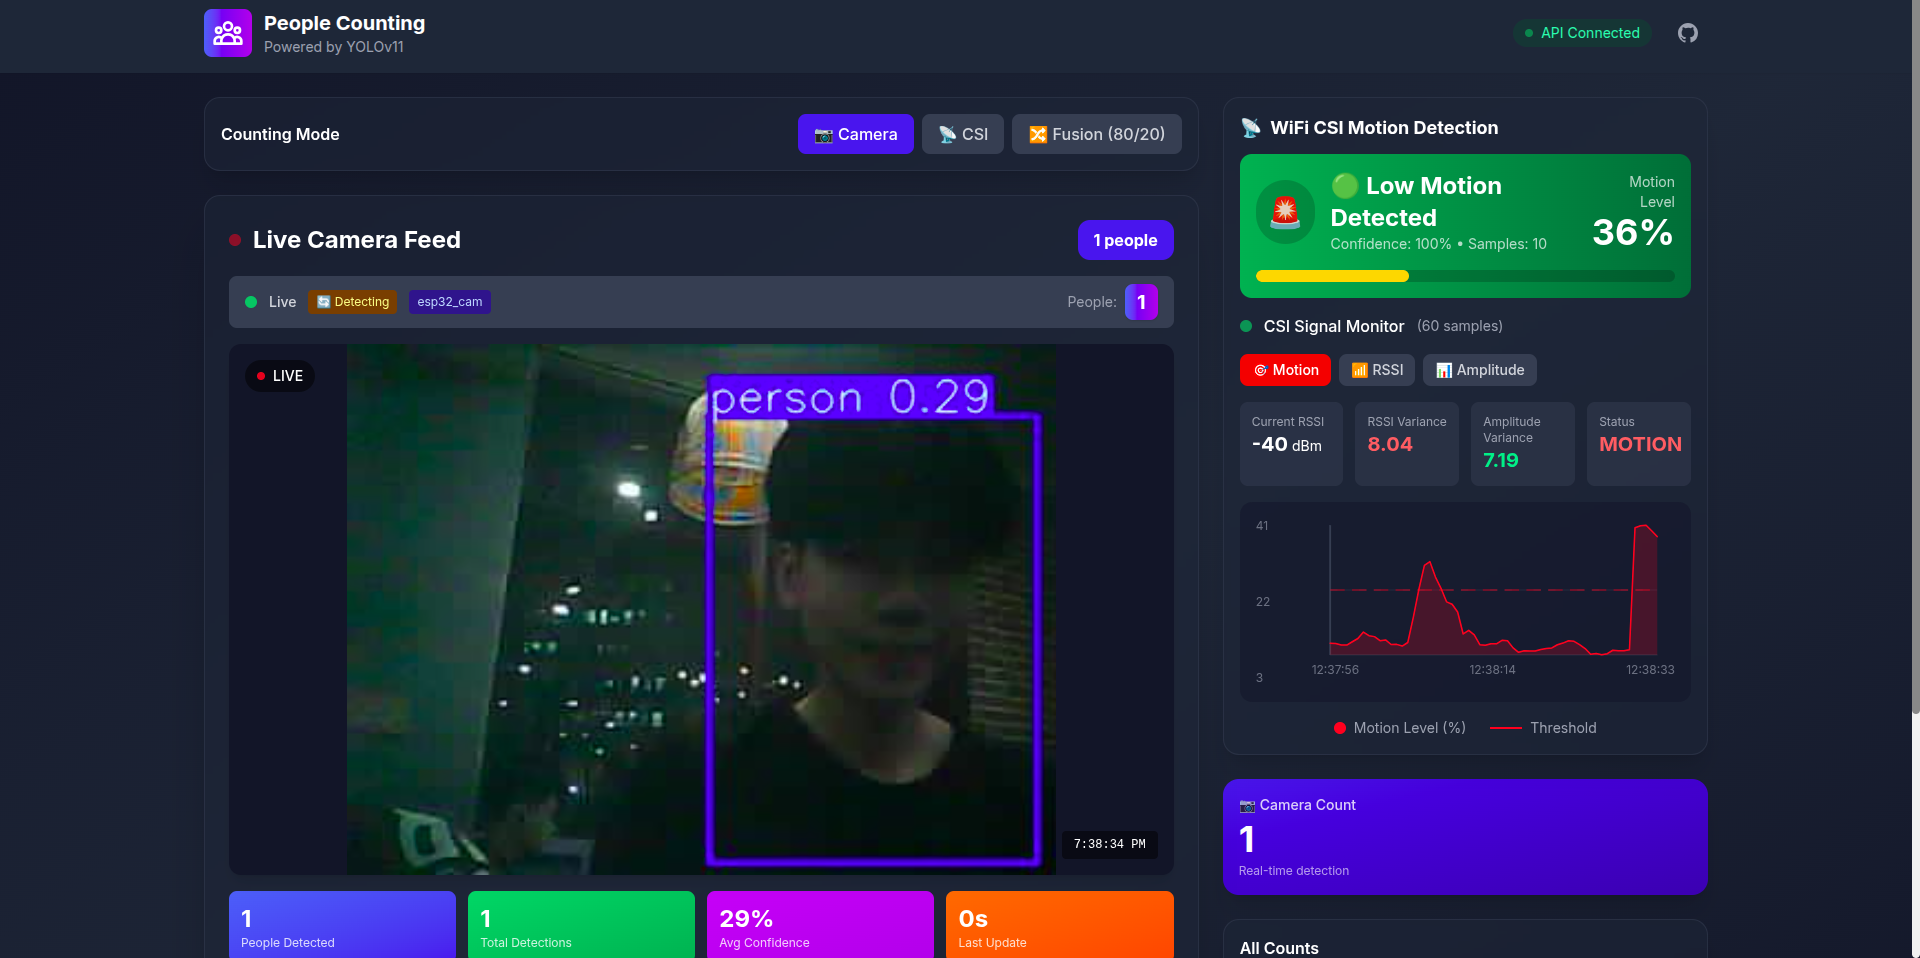 People Counting
Powered by YOLOv11
API Connected
Counting Mode
📷 Camera
📡 CSI
🔀 Fusion (80/20)
Live Camera Feed
1 people
Live
🔄 Detecting
esp32_cam
People:
1
LIVE
person 0.29
7:38:34 PM
1
People Detected
1
Total Detections
29%
Avg Confidence
0s
Last Update
📡 WiFi CSI Motion Detection
🟢 Low Motion
Detected
Confidence: 100% • Samples: 10
Motion
Level
36%
CSI Signal Monitor (60 samples)
🎯 Motion
📶 RSSI
📊 Amplitude
Current RSSI
-40 dBm
RSSI Variance
8.04
Amplitude
Variance
7.19
Status
MOTION
41
22
3
12:37:56
12:38:14
12:38:33
Motion Level (%)
Threshold
📷 Camera Count
1
Real-time detection
All Counts